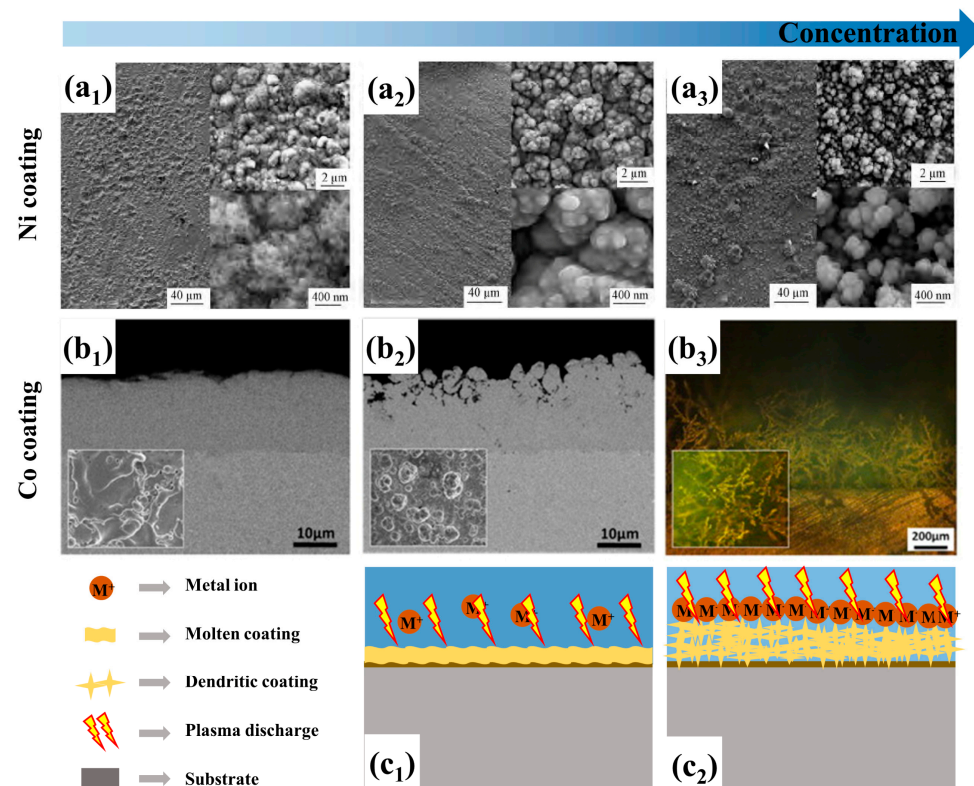 Concentration
Ni coating
(a1)
2 µm
40 µm
400 nm
(a2)
2 µm
40 µm
400 nm
(a3)
2 µm
40 µm
400 nm
Co coating
(b1)
10µm
(b2)
10µm
(b3)
200µm
M+
Metal ion
Molten coating
Dendritic coating
Plasma discharge
Substrate
M+ M+ M+ M+
(c1)
M M M M M M M M M M M M+
(c2)